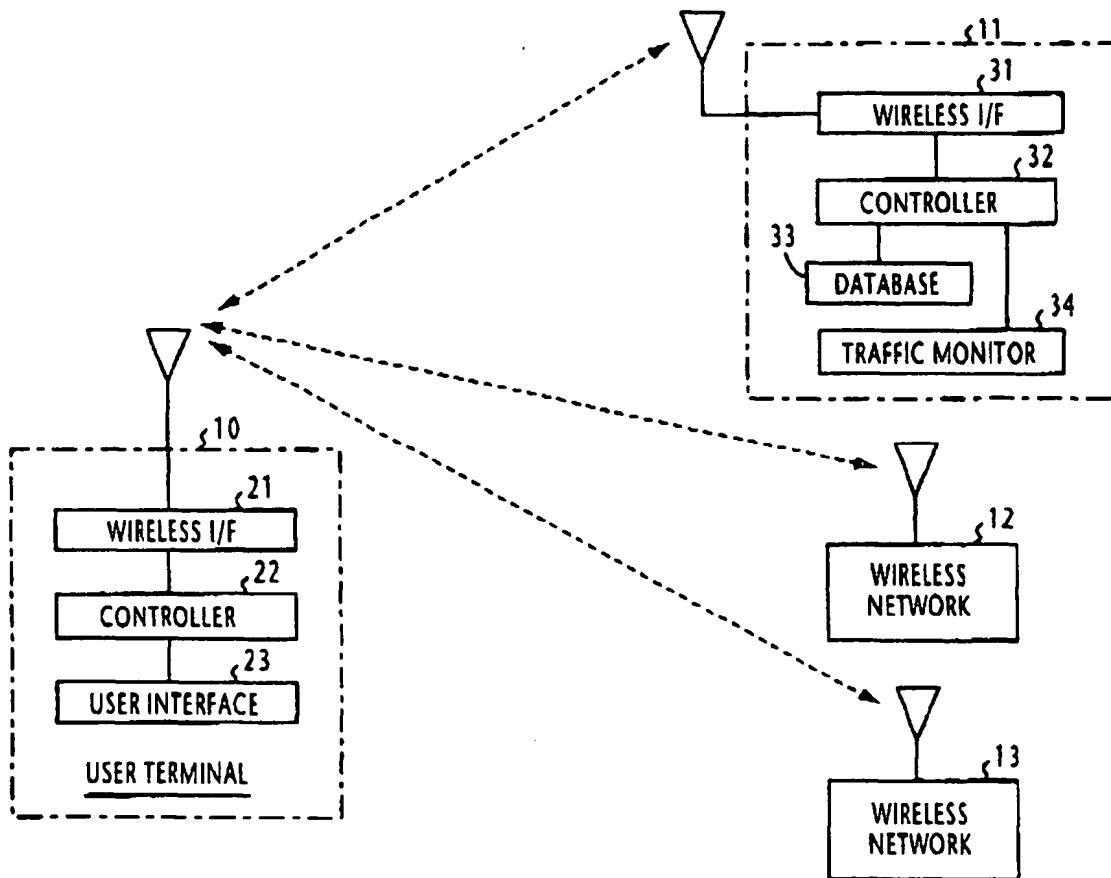 11
31
WIRELESS I/F
32
CONTROLLER
33
DATABASE
34
TRAFFIC MONITOR
10
21
WIRELESS I/F
22
CONTROLLER
23
USER INTERFACE
USER TERMINAL
12
WIRELESS
NETWORK
13
WIRELESS
NETWORK